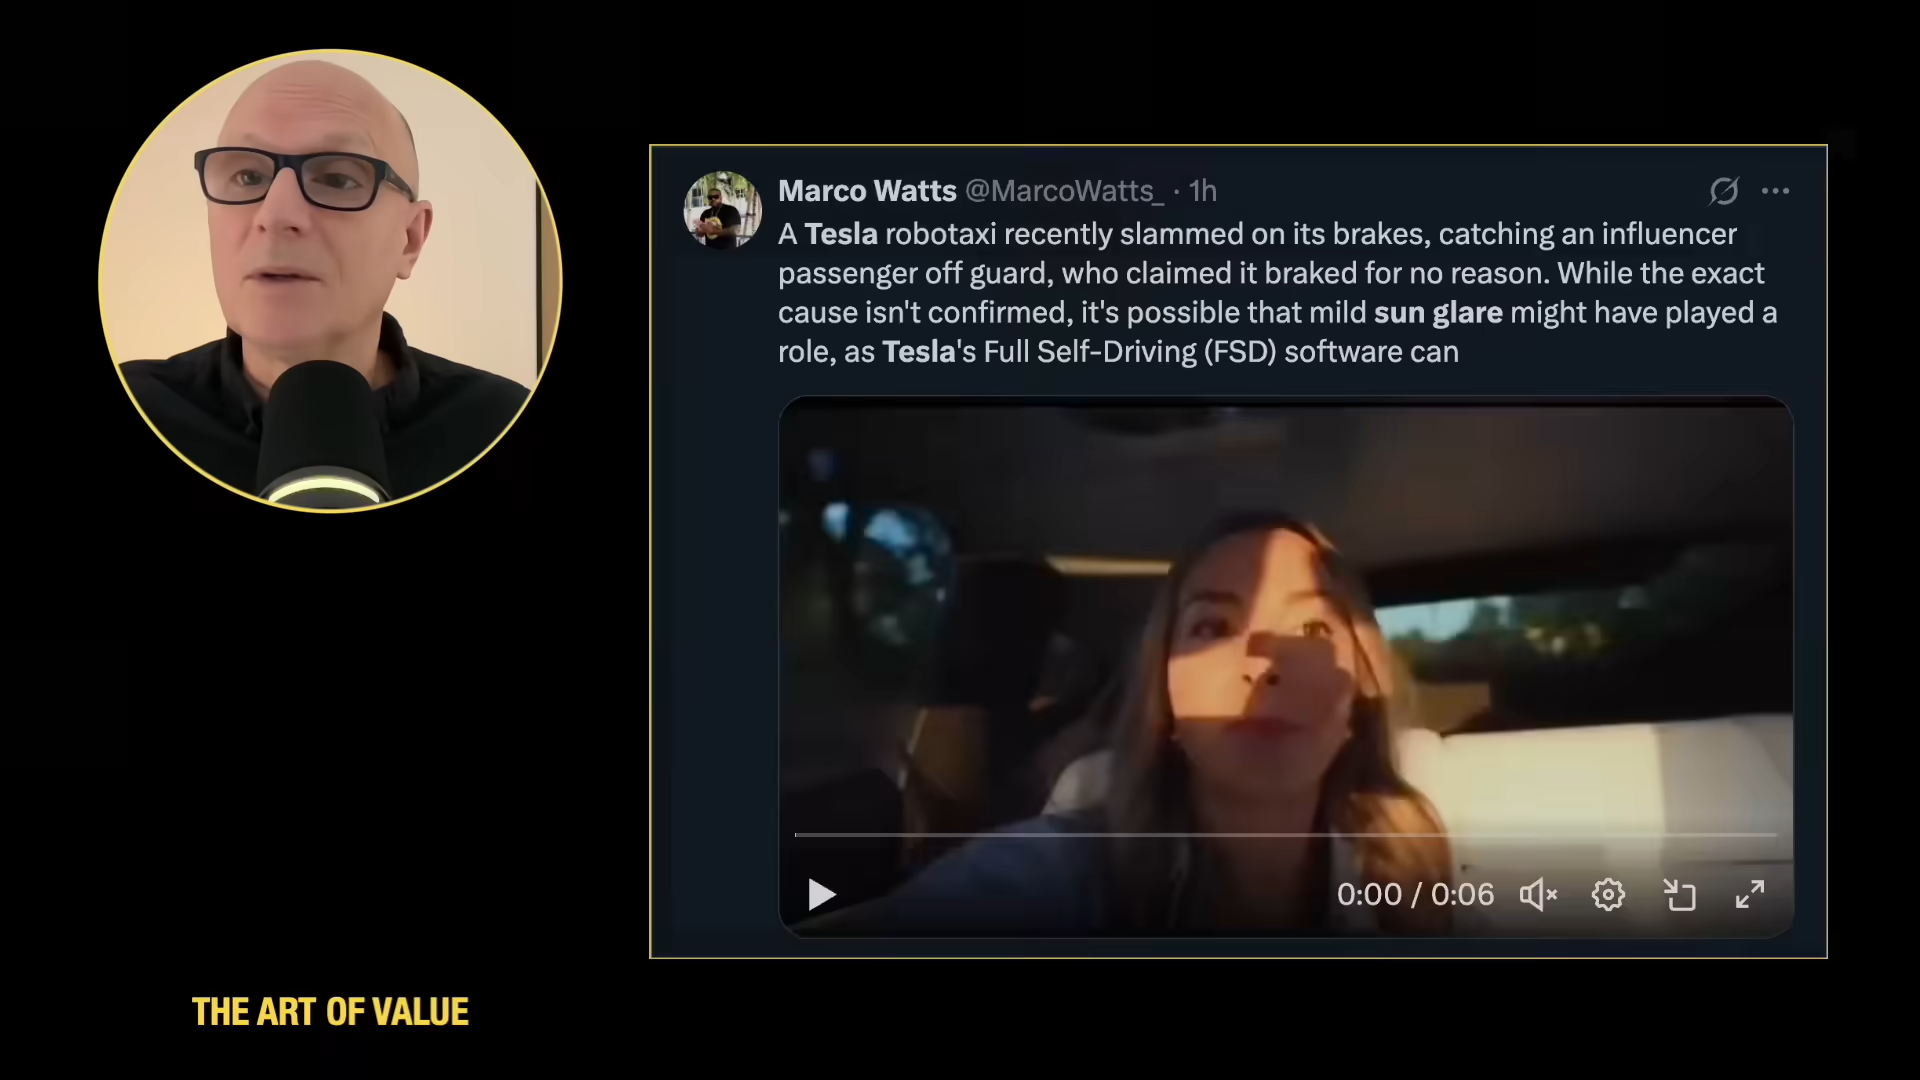 Marco Watts @MarcoWatts_ · 1h
A Tesla robotaxi recently slammed on its brakes, catching an influencer
passenger off guard, who claimed it braked for no reason. While the exact
cause isn't confirmed, it's possible that mild sun glare might have played a
role, as Tesla's Full Self-Driving (FSD) software can
0:00 / 0:06
THE ART OF VALUE